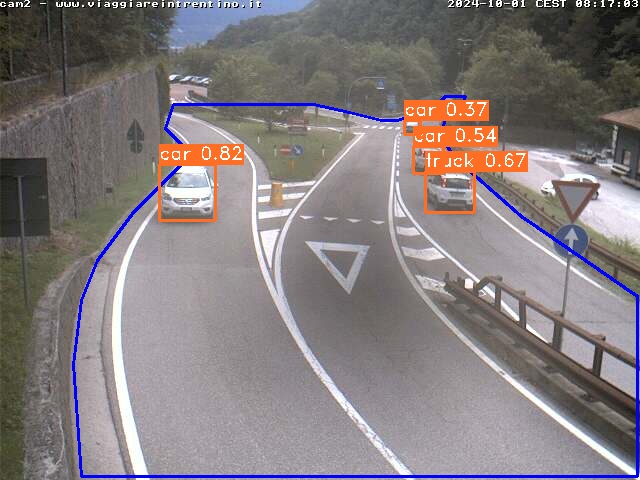 cam2 - www.viaggiareintrentino.it
2024-10-01 CEST 08:17:03
car 0.37
car 0.54
car 0.82
truck 0.67